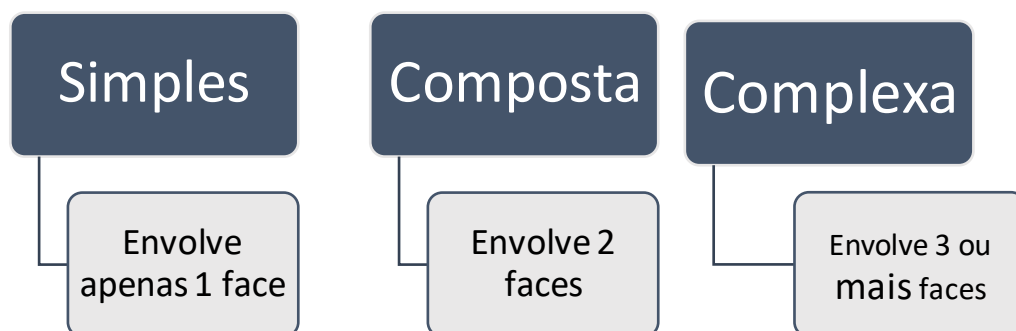 Simples
Envolve
apenas 1 face
Composta
Envolve 2
faces
Complexa
Envolve 3 ou
mais faces